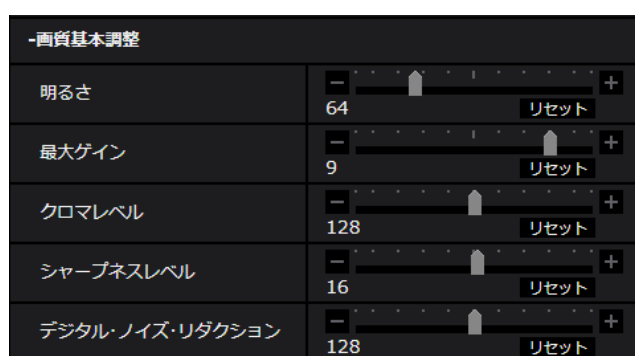 -画質基本調整
明るさ
− +
64 リセット
最大ゲイン
− +
9 リセット
クロマレベル
− +
128 リセット
シャープネスレベル
− +
16 リセット
デジタル・ノイズ・リダクション
− +
128 リセット